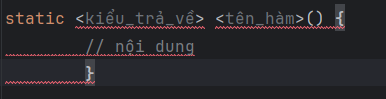 static <kiểu_trả_về> <tên_hàm>() {
// nội dung
}